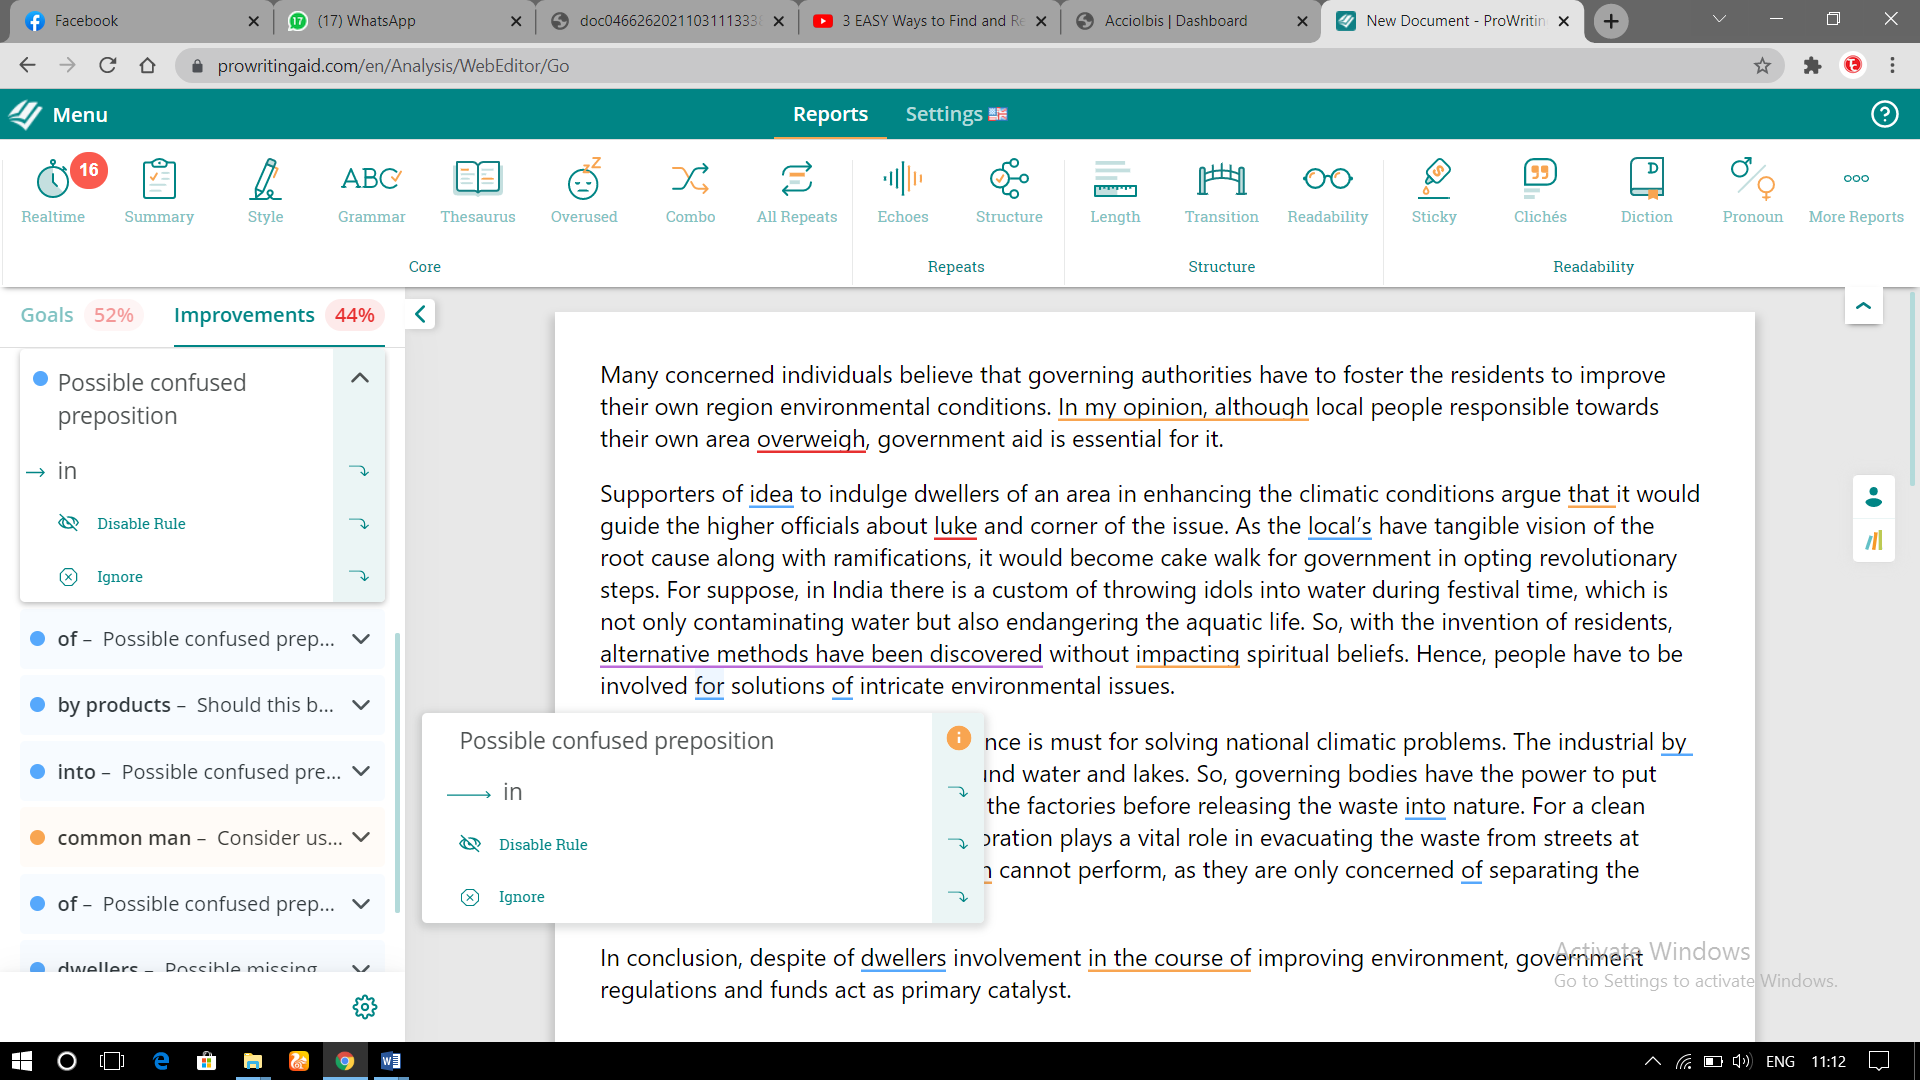 Facebook
(17) WhatsApp
doc04662620211031113338
3 EASY Ways to Find and Re
Acciolbis | Dashboard
New Document - ProWritin
prowritingaid.com/en/Analysis/WebEditor/Go
Menu
Reports
Settings
16
Realtime
Summary
Style
Grammar
Thesaurus
Overused
Combo
All Repeats
Echoes
Structure
Length
Transition
Readability
Sticky
Clichés
Diction
Pronoun
More Reports
Core
Repeats
Structure
Readability
Goals 52%
Improvements 44%
Possible confused
preposition
in
Disable Rule
Ignore
of – Possible confused prep...
by products – Should this b...
into – Possible confused pre...
common man – Consider us...
of – Possible confused prep...
dwellers – Possible missing
Many concerned individuals believe that governing authorities have to foster the residents to improve
their own region environmental conditions. In my opinion, although local people responsible towards
their own area overweigh, government aid is essential for it.
Supporters of idea to indulge dwellers of an area in enhancing the climatic conditions argue that it would
guide the higher officials about luke and corner of the issue. As the local's have tangible vision of the
root cause along with ramifications, it would become cake walk for government in opting revolutionary
steps. For suppose, in India there is a custom of throwing idols into water during festival time, which is
not only contaminating water but also endangering the aquatic life. So, with the invention of residents,
alternative methods have been discovered without impacting spiritual beliefs. Hence, people have to be
involved for solutions of intricate environmental issues.
nce is must for solving national climatic problems. The industrial by
und water and lakes. So, governing bodies have the power to put
the factories before releasing the waste into nature. For a clean
oration plays a vital role in evacuating the waste from streets at
n cannot perform, as they are only concerned of separating the
Possible confused preposition
in
Disable Rule
Ignore
In conclusion, despite of dwellers involvement in the course of improving environment, government
regulations and funds act as primary catalyst.
Activate Windows
Go to Settings to activate Windows.
ENG
11:12